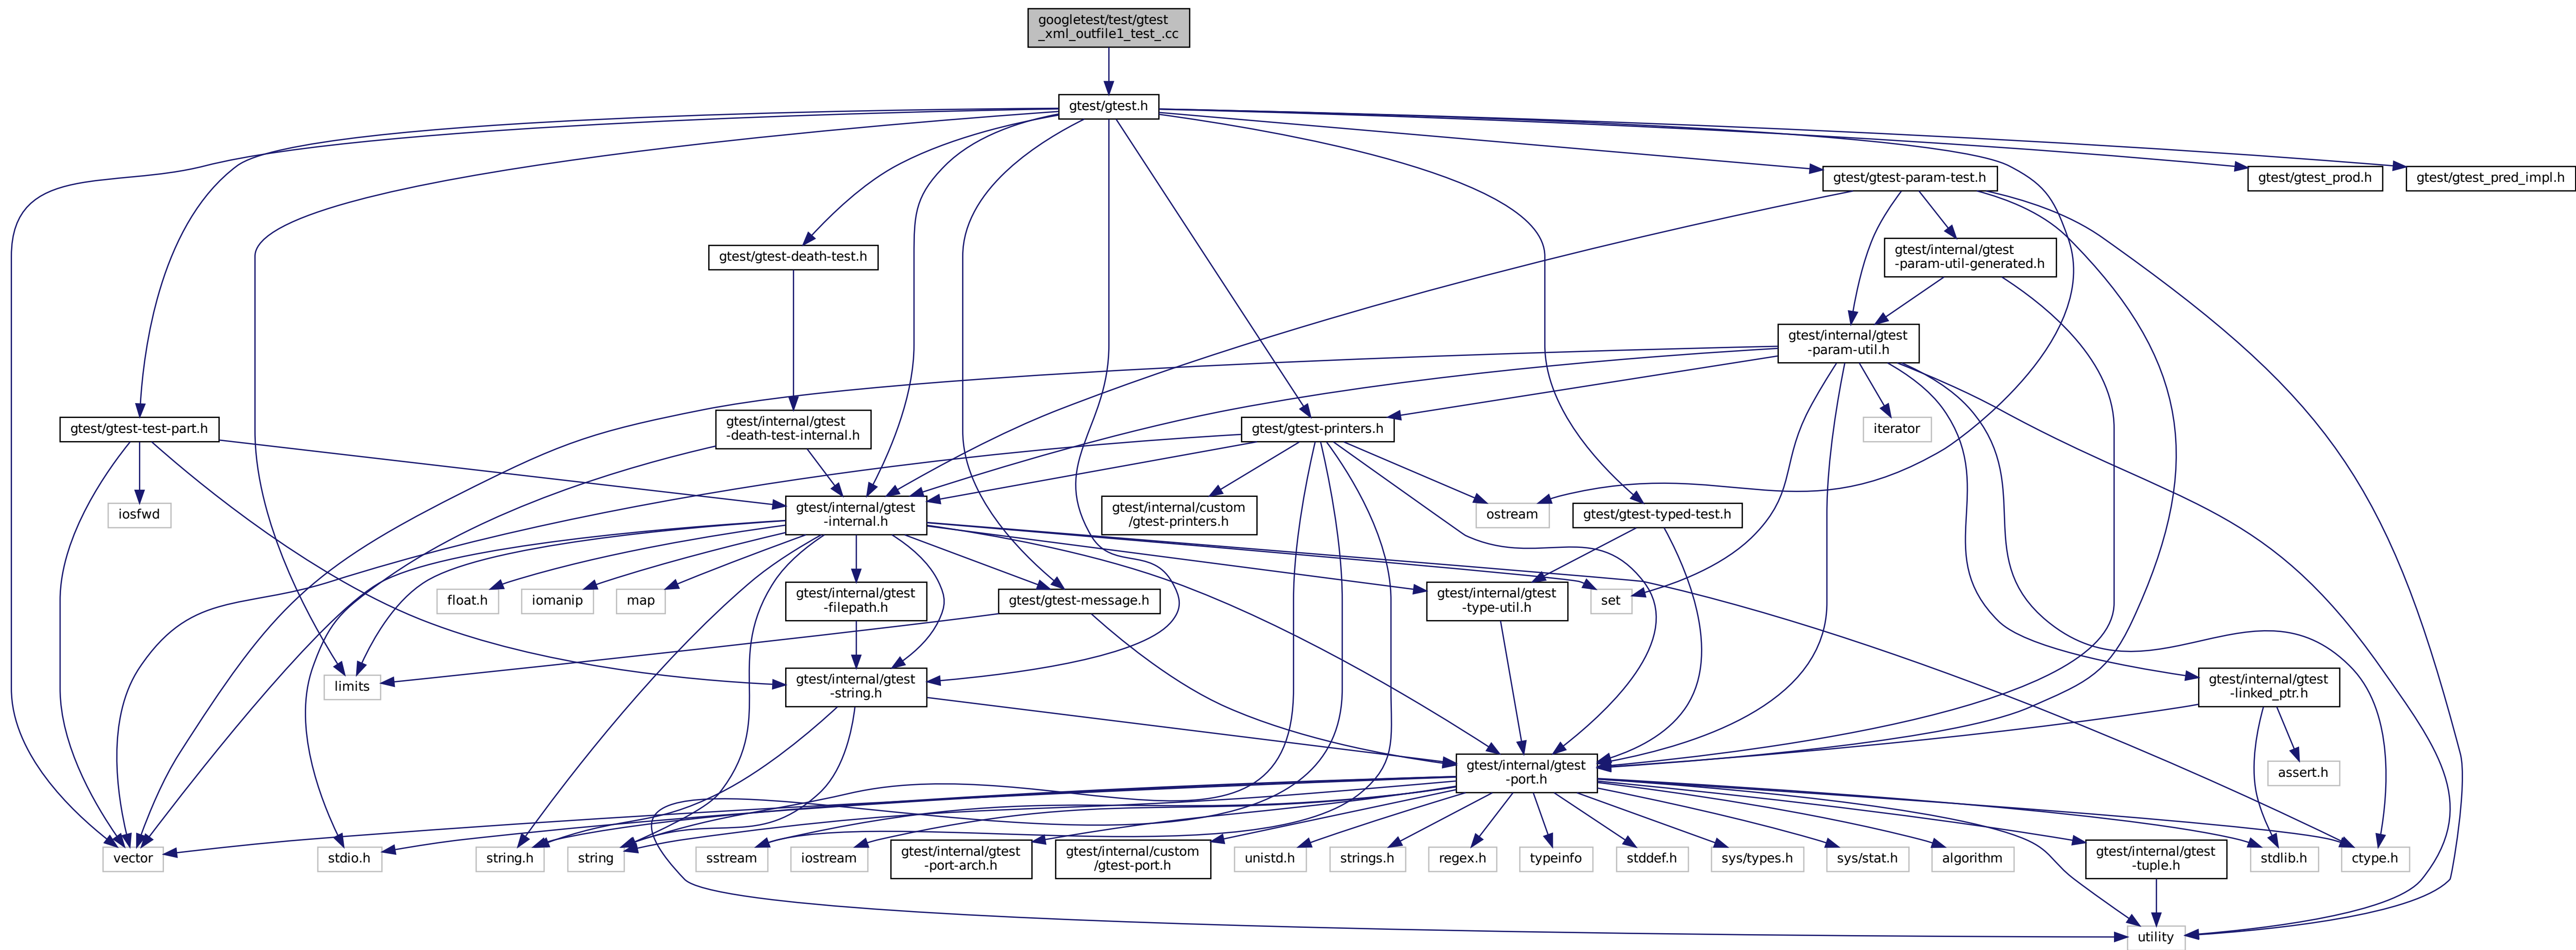 googletest/test/gtest
_xml_outfile1_test_.cc
gtest/gtest.h
gtest/gtest-param-test.h
gtest/gtest_prod.h
gtest/gtest_pred_impl.h
gtest/gtest-death-test.h
gtest/internal/gtest
-param-util-generated.h
gtest/internal/gtest
-param-util.h
gtest/gtest-test-part.h
gtest/internal/gtest
-death-test-internal.h
gtest/gtest-printers.h
iterator
iosfwd
gtest/internal/gtest
-internal.h
gtest/internal/custom
/gtest-printers.h
ostream
gtest/gtest-typed-test.h
float.h
iomanip
map
gtest/internal/gtest
-filepath.h
gtest/gtest-message.h
gtest/internal/gtest
-type-util.h
set
limits
gtest/internal/gtest
-string.h
gtest/internal/gtest
-linked_ptr.h
gtest/internal/gtest
-port.h
assert.h
vector
stdio.h
string.h
string
sstream
iostream
gtest/internal/gtest
-port-arch.h
gtest/internal/custom
/gtest-port.h
unistd.h
strings.h
regex.h
typeinfo
stddef.h
sys/types.h
sys/stat.h
algorithm
gtest/internal/gtest
-tuple.h
stdlib.h
ctype.h
utility